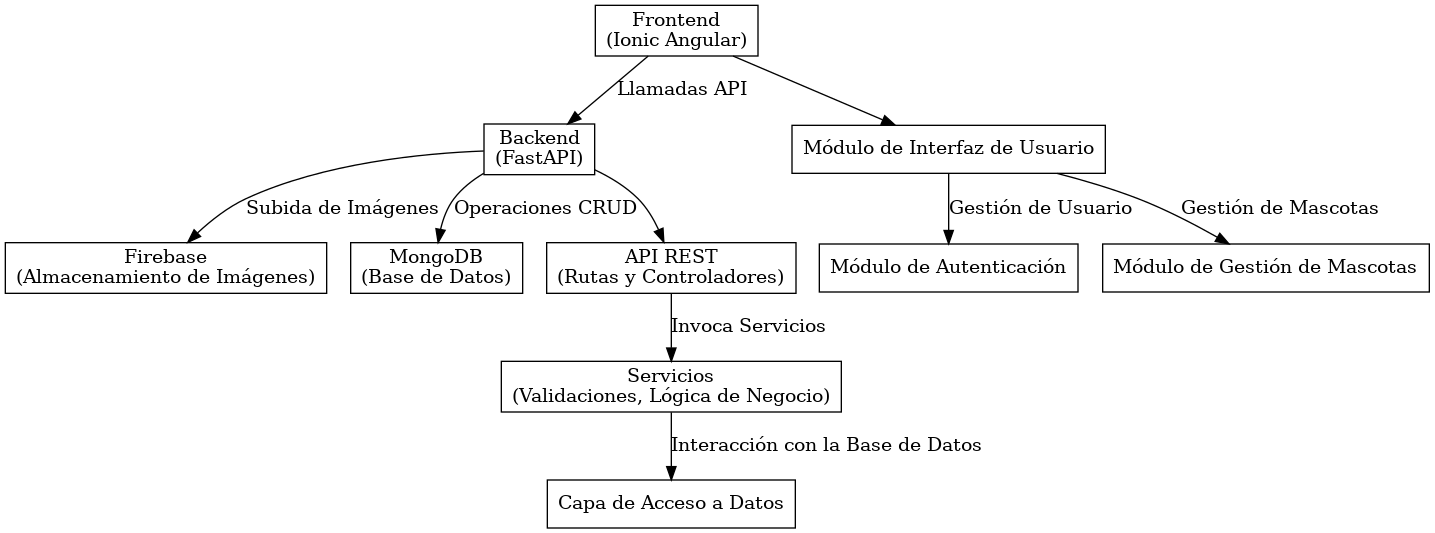 Frontend
(Ionic Angular)
Llamadas API
Backend
(FastAPI)
Módulo de Interfaz de Usuario
Subida de Imágenes
Operaciones CRUD
Gestión de Usuario
Gestión de Mascotas
Firebase
(Almacenamiento de Imágenes)
MongoDB
(Base de Datos)
API REST
(Rutas y Controladores)
Módulo de Autenticación
Módulo de Gestión de Mascotas
Invoca Servicios
Servicios
(Validaciones, Lógica de Negocio)
Interacción con la Base de Datos
Capa de Acceso a Datos